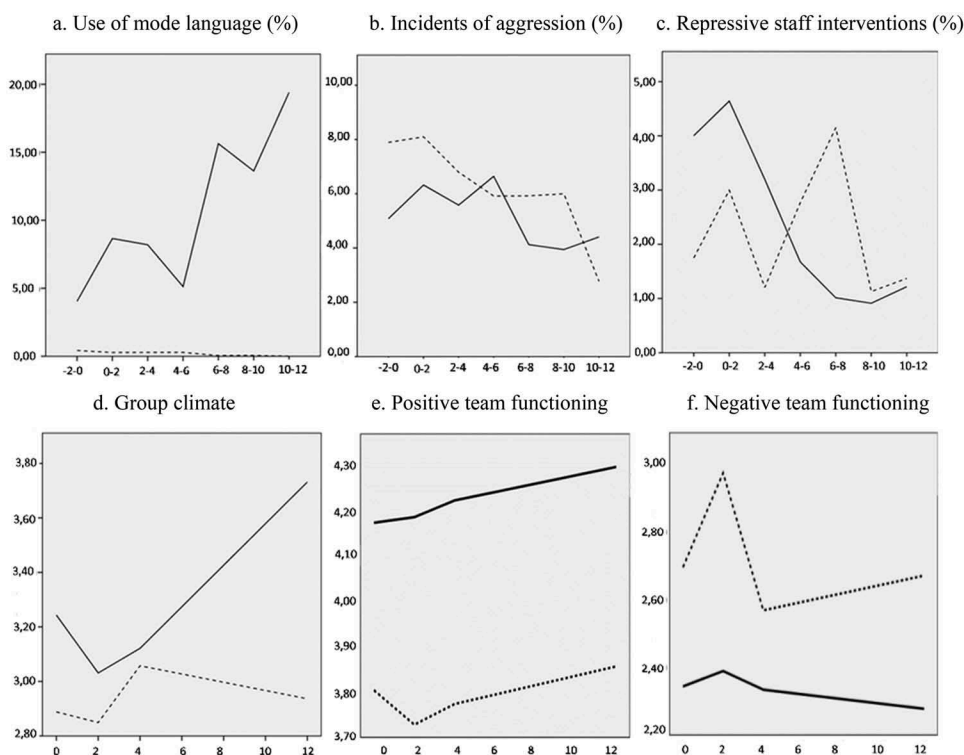 a. Use of mode language (%)
20,00
15,00
10,00
5,00
0,00
-2-0 0-2 2-4 4-6 6-8 8-10 10-12
b. Incidents of aggression (%)
10,00
8,00
6,00
4,00
2,00
0,00
-2-0 0-2 2-4 4-6 6-8 8-10 10-12
c. Repressive staff interventions (%)
5,00
4,00
3,00
2,00
1,00
0,00
-2-0 0-2 2-4 4-6 6-8 8-10 10-12
d. Group climate
3,80
3,60
3,40
3,20
3,00
2,80
0 2 4 6 8 10 12
e. Positive team functioning
4,30
4,20
4,10
4,00
3,90
3,80
3,70
0 2 4 6 8 10 12
f. Negative team functioning
3,00
2,80
2,60
2,40
2,20
0 2 4 6 8 10 12